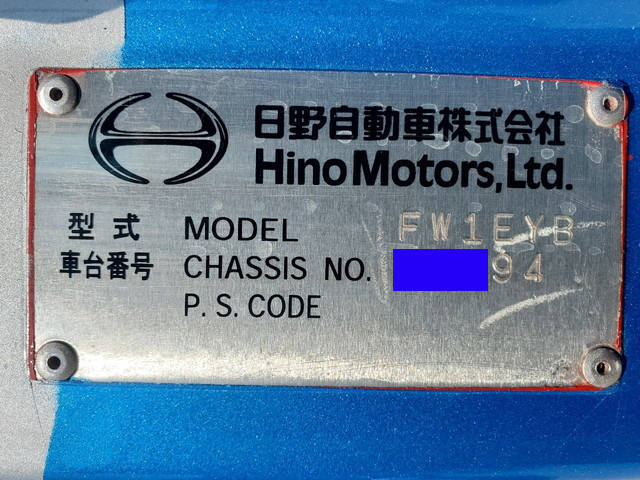 日野自動車株式会社
Hino Motors, Ltd.
型式 MODEL FW1EYB
車台番号 CHASSIS NO. 94
P. S. CODE